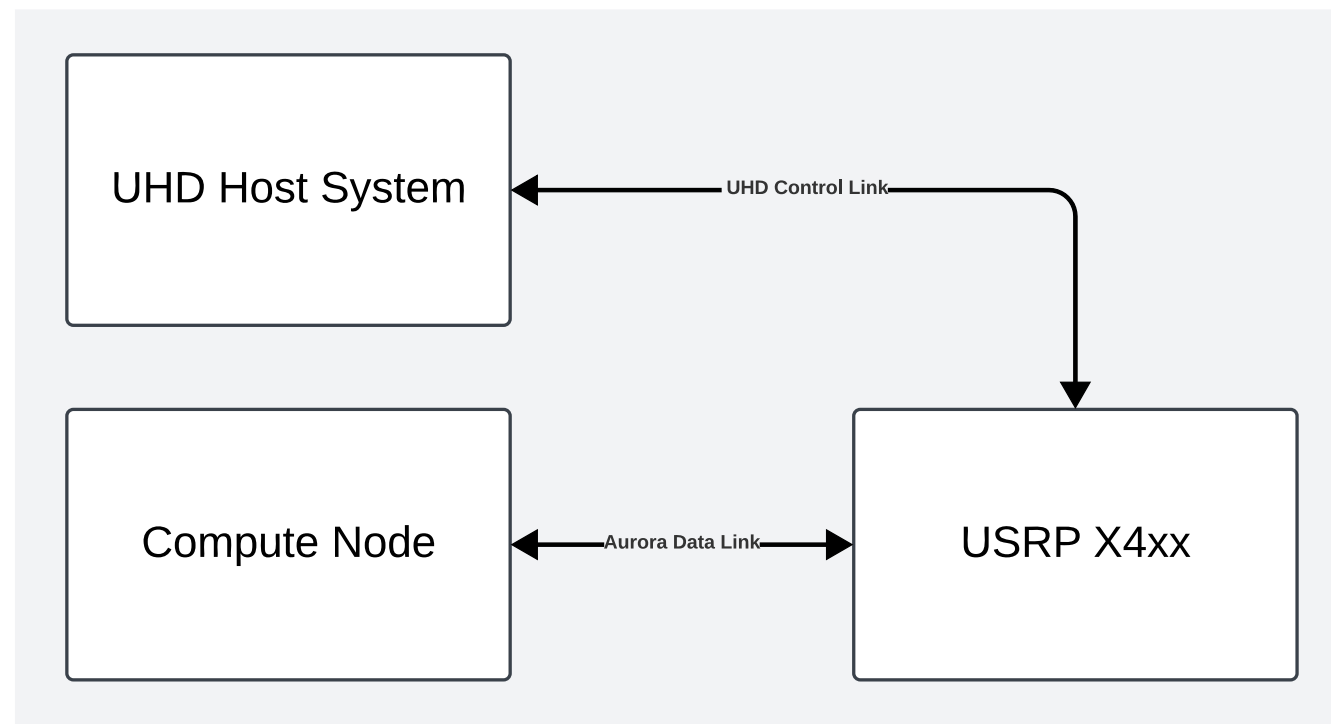 UHD Host System
UHD Control Link
Compute Node
Aurora Data Link
USRP X4xx